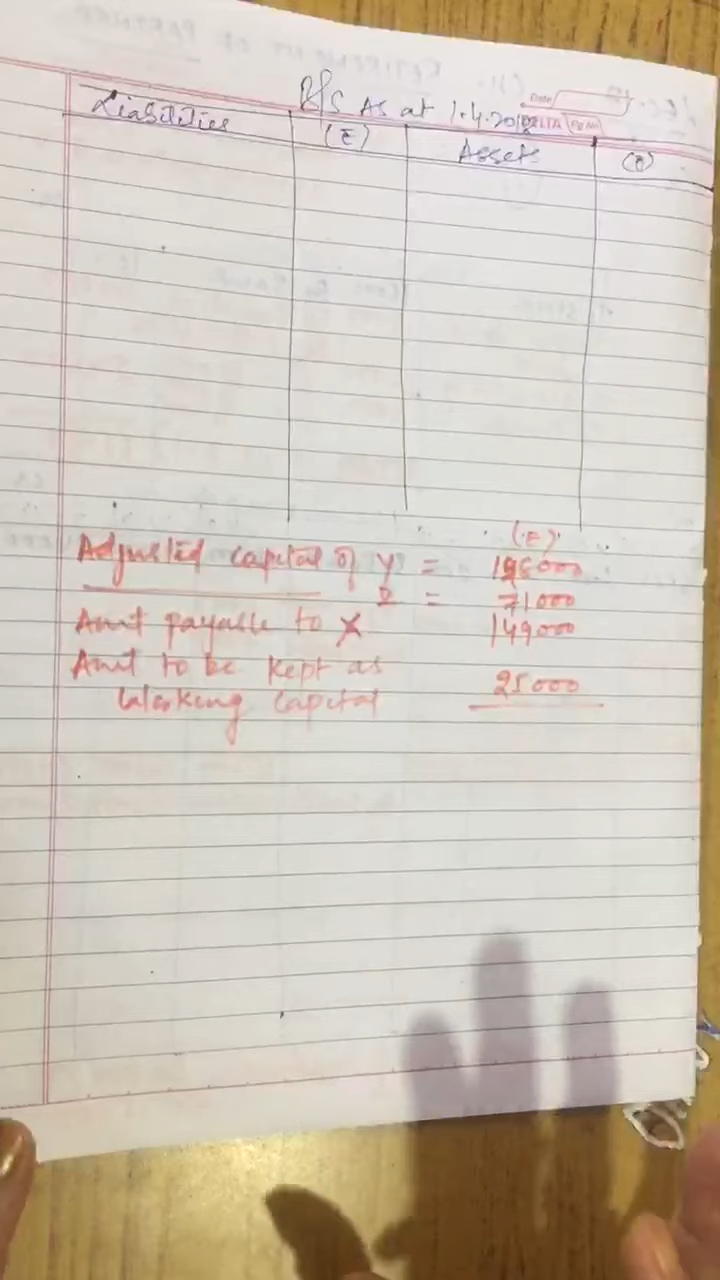 B/S As at 1.4.2018
Liabilities (₹) Assets (₹)
(₹)
Adjusted capital of Y = 196000
Z = 71000
Amt payable to X 149000
Amt to be kept as
Working Capital 25000